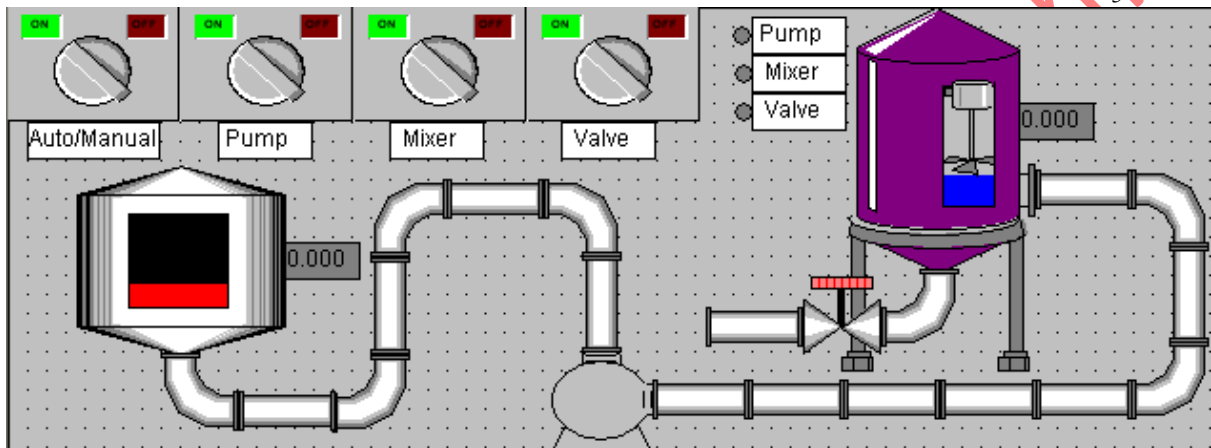 ON OFF ON OFF ON OFF ON OFF
Auto/Manual Pump Mixer Valve
Pump
Mixer
Valve
0.000
0.000